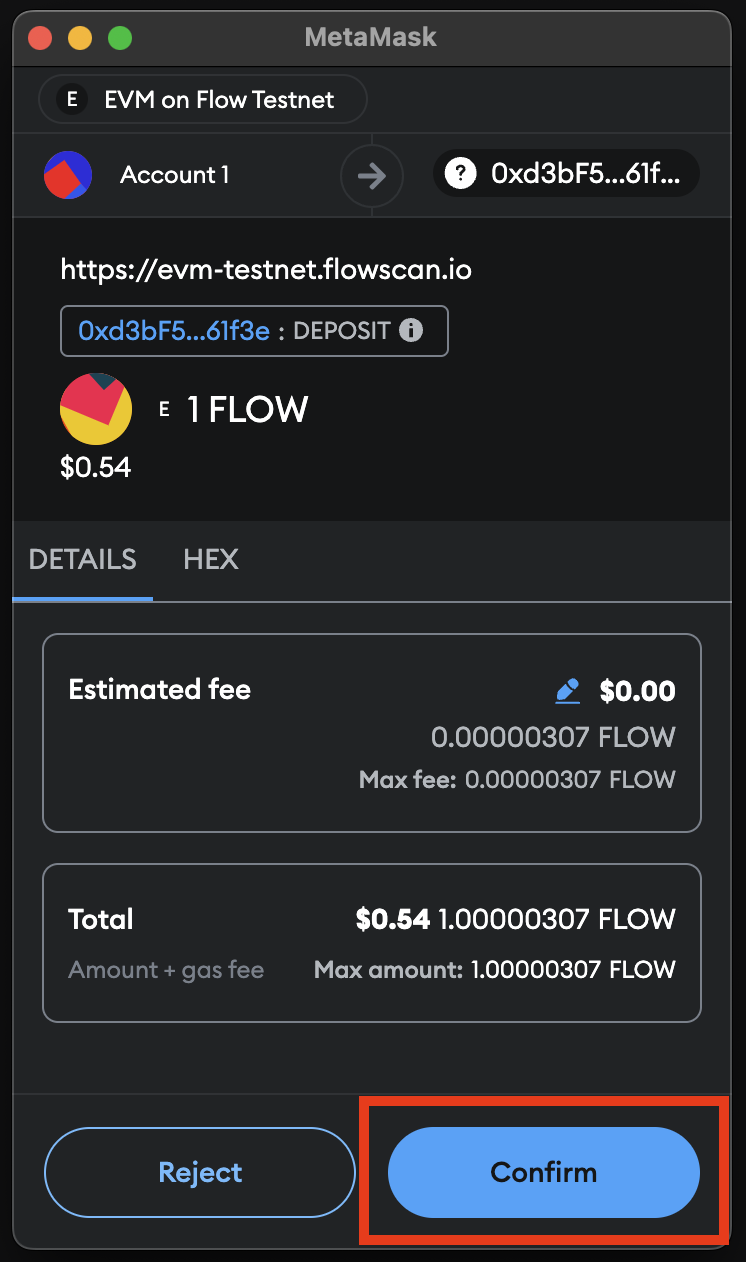 MetaMask
E EVM on Flow Testnet
Account 1 ? 0xd3bF5...61f...
https://evm-testnet.flowscan.io
0xd3bF5...61f3e : DEPOSIT i
E 1 FLOW
$0.54
DETAILS HEX
Estimated fee $0.00
0.00000307 FLOW
Max fee: 0.00000307 FLOW
Total $0.54 1.00000307 FLOW
Amount + gas fee Max amount: 1.00000307 FLOW
Reject Confirm